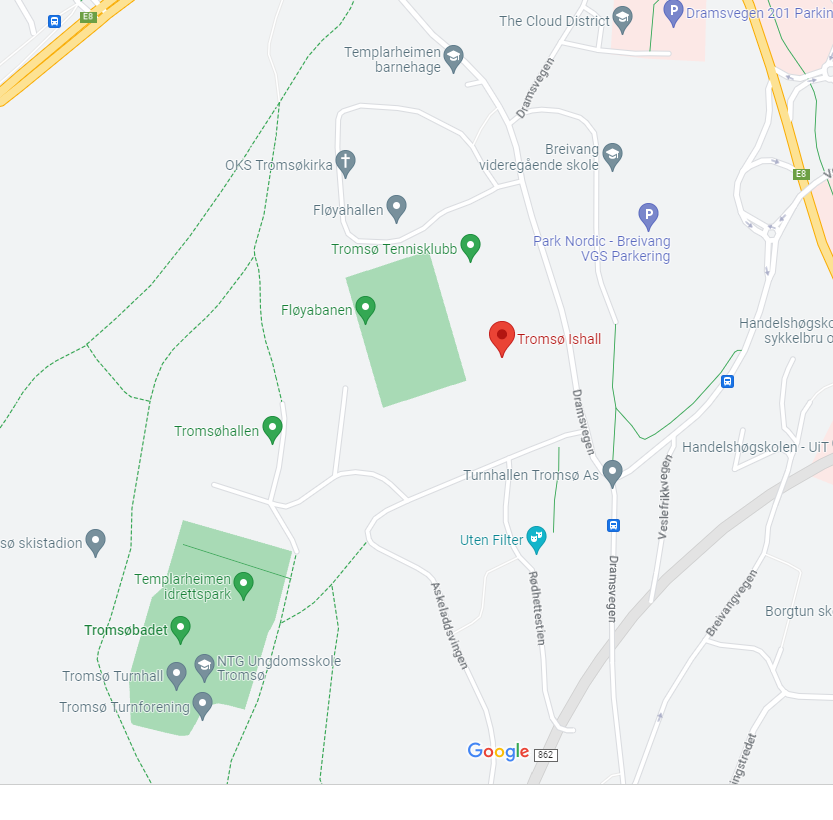 E8
The Cloud District
Dramsvegen 201 Parkin
Templarheimen
barnehage
Dramsvegen
OKS Tromsøkirka
Breivang
videregående skole
E8
Fløyahallen
Tromsø Tennisklubb
Park Nordic - Breivang
VGS Parkering
Fløyabanen
Tromsø Ishall
Handelshøgsko
sykkelbru o
Dramsvegen
Tromsøhallen
Handelshøgskolen - UiT
Turnhallen Tromsø As
Veslefrikkvegen
sø skistadion
Uten Filter
Templarheimen
idrettspark
Askeladdsvingen
Rødhettestien
Dramsvegen
Breivangvegen
Borgtun sk
Tromsøbadet
NTG Ungdomsskole
Tromsø
Tromsø Turnhall
Tromsø Turnforening
Google
862
ingstredet